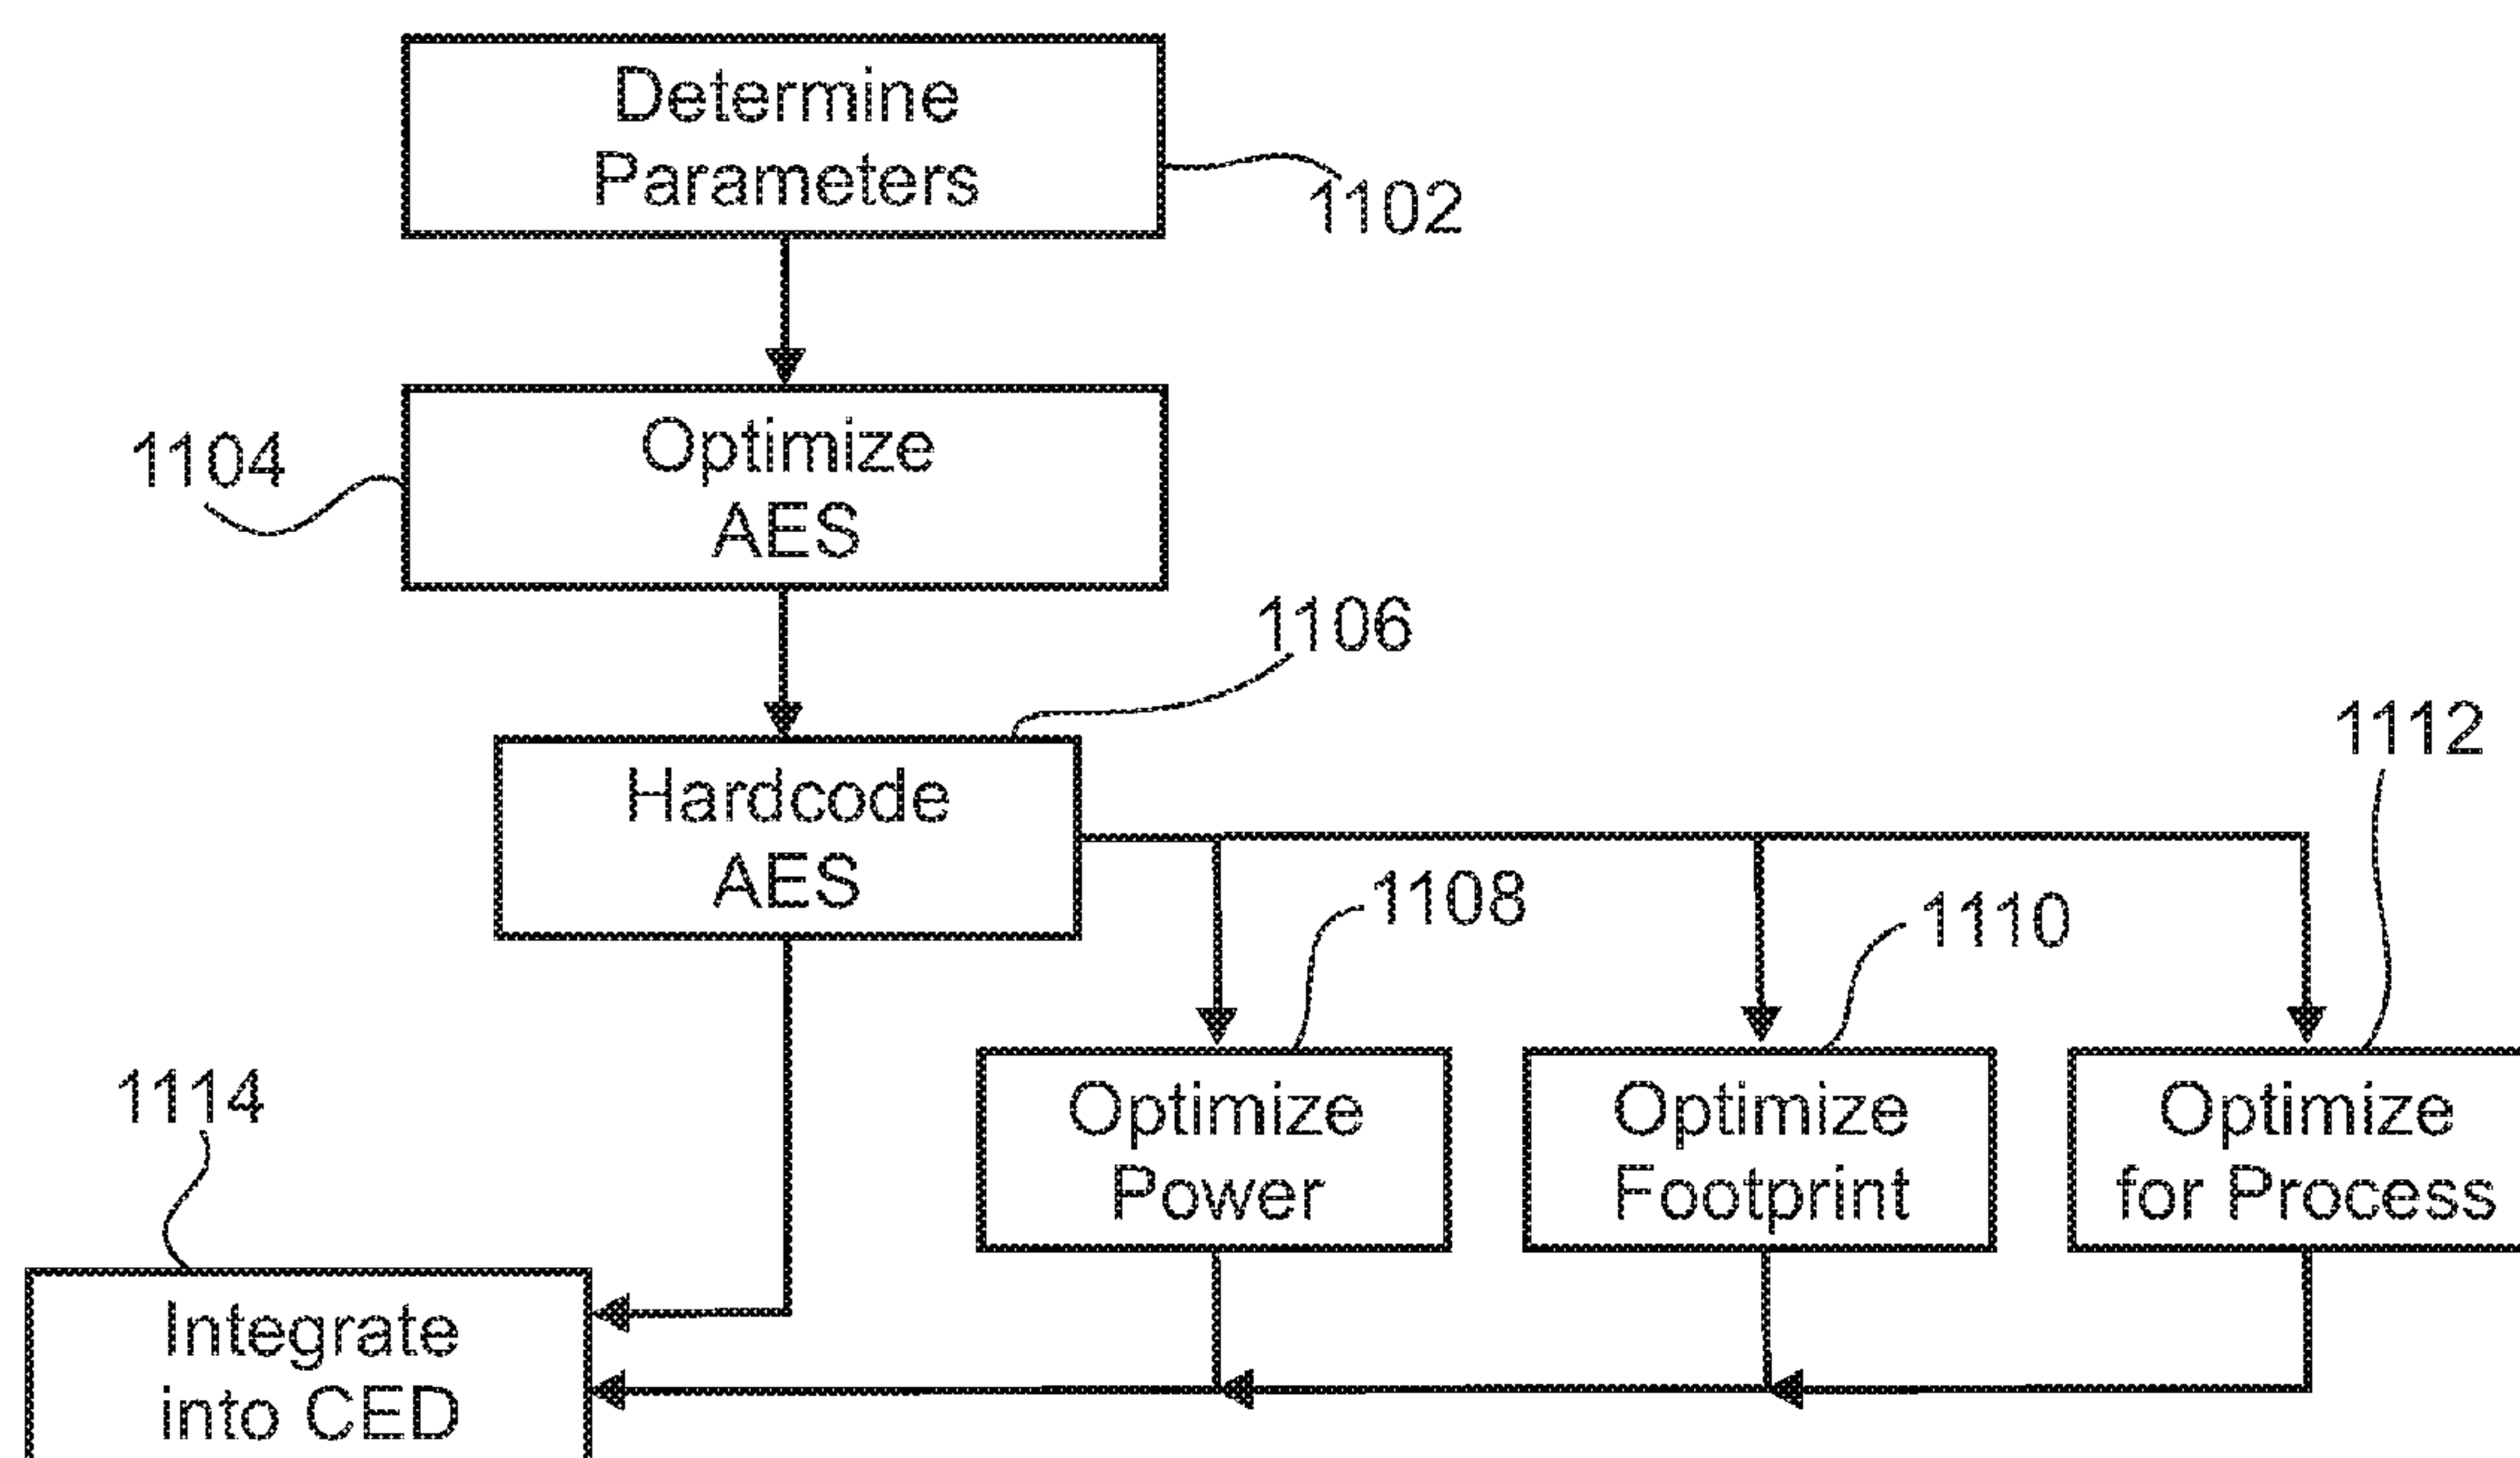 Determine
Parameters
1102
1104
Optimize
AES
1106
Hardcode
AES
1112
1108
1110
Optimize
Power
Optimize
Footprint
Optimize
for Process
1114
Integrate
into CED